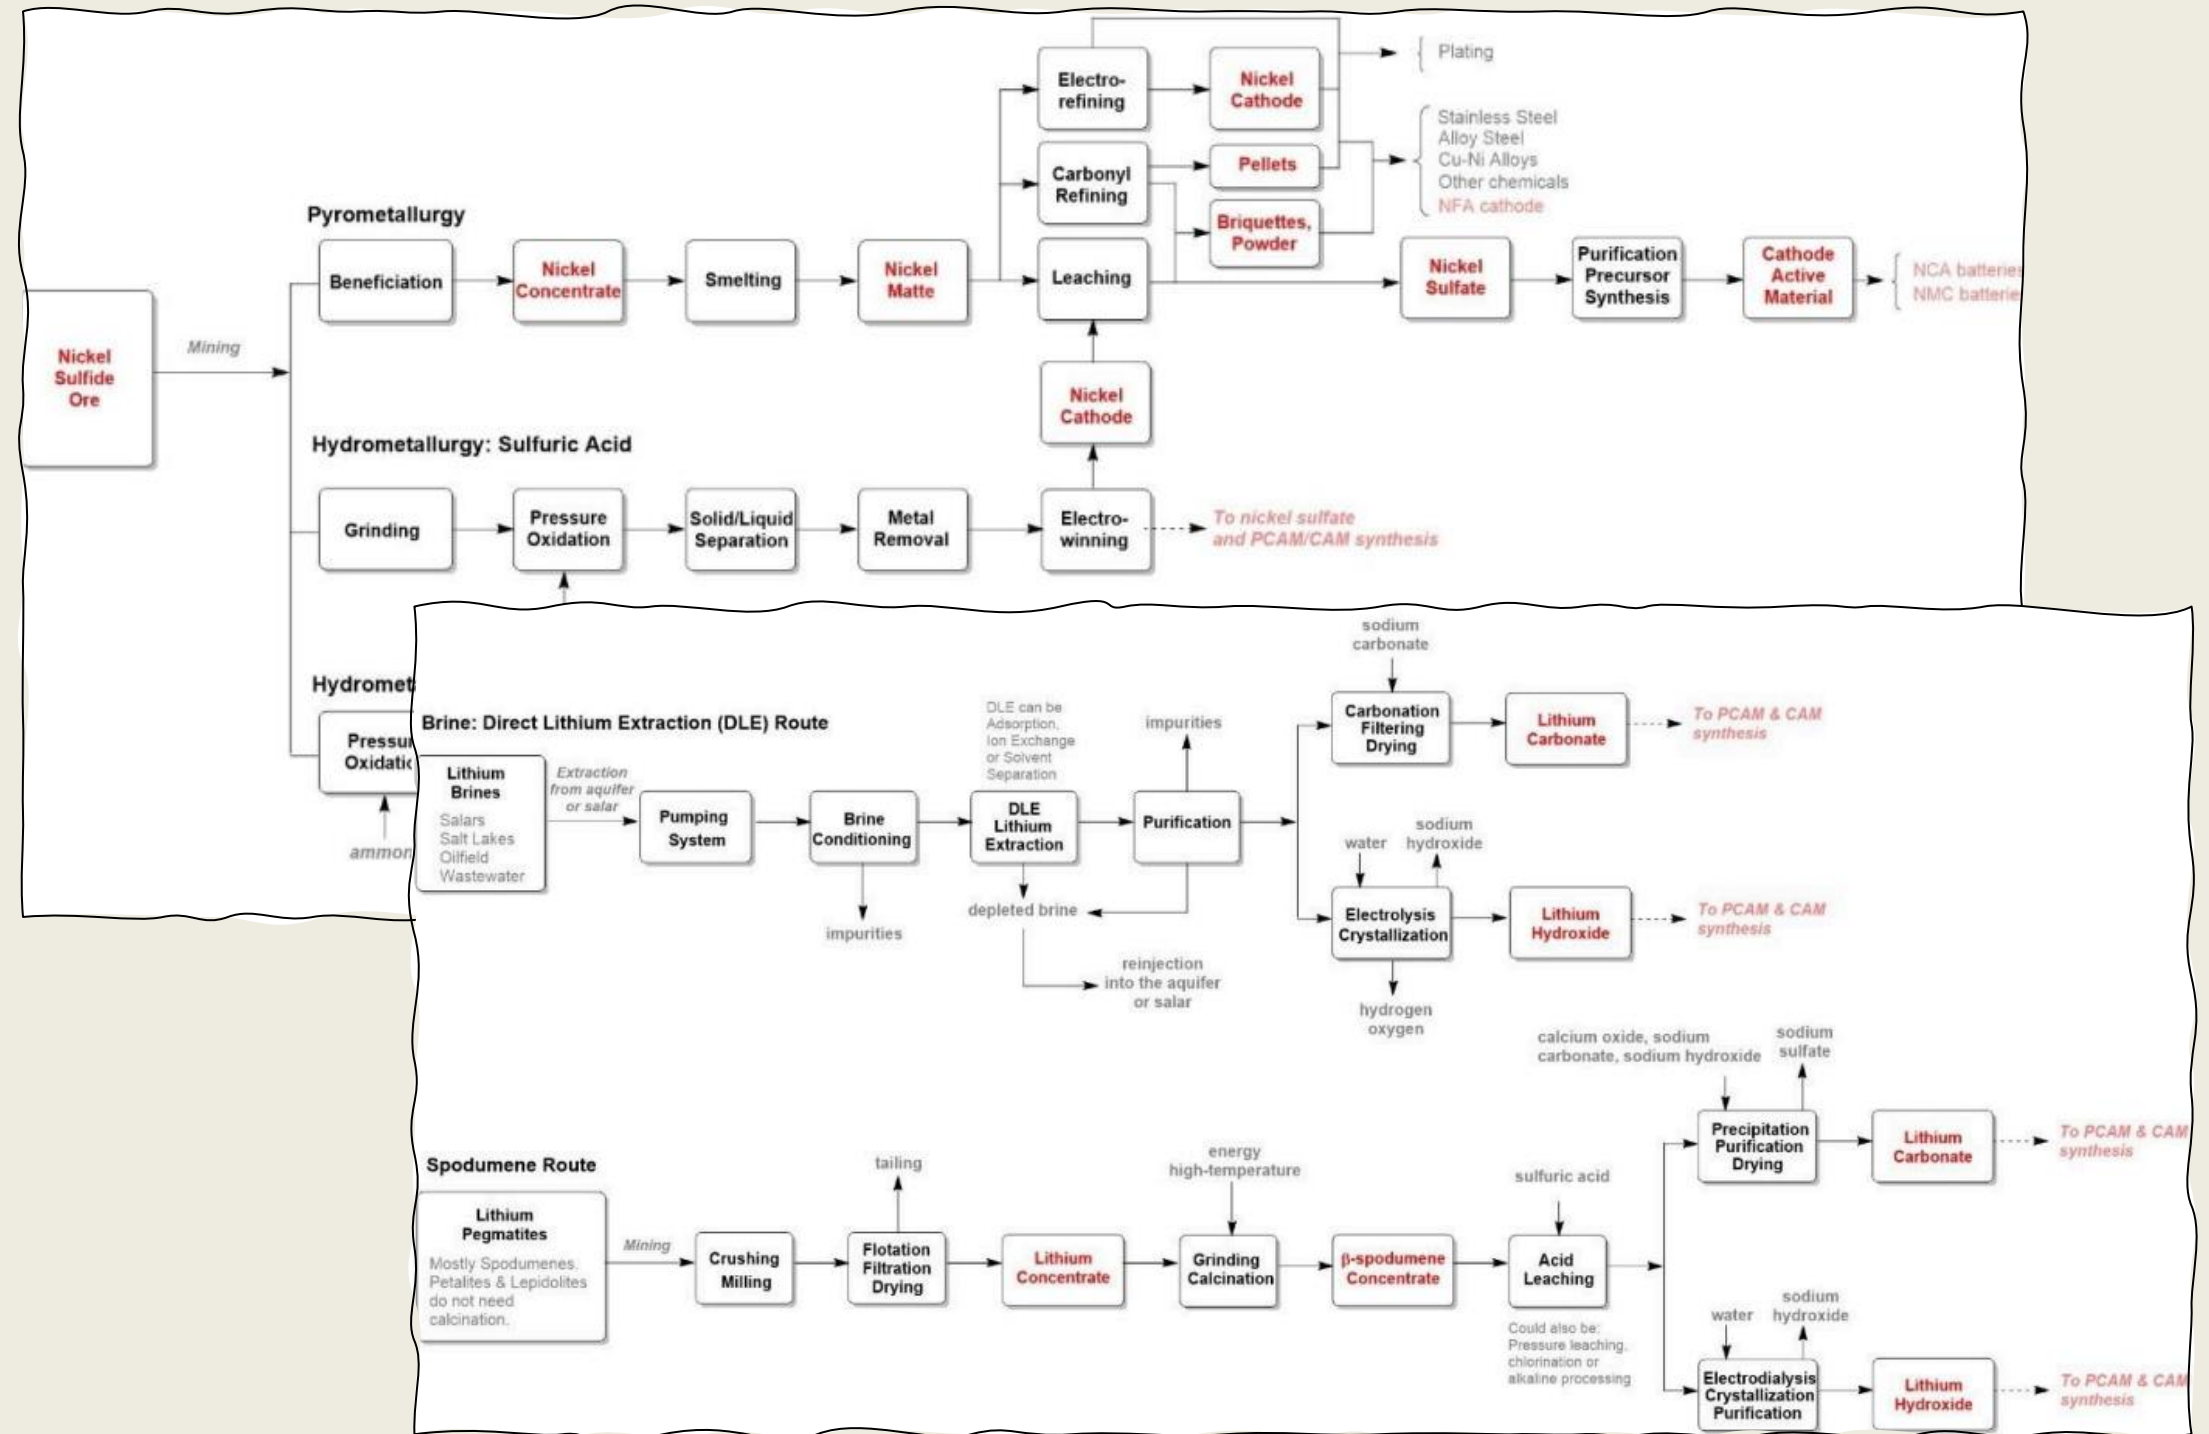 Plating
Electro-
refining
Nickel
Cathode
Stainless Steel
Alloy Steel
Cu-Ni Alloys
Other chemicals
NFA cathode
Carbonyl
Refining
Pellets
Briquettes,
Powder
Pyrometallurgy
Beneficiation
Nickel
Concentrate
Smelting
Nickel
Matte
Leaching
Nickel
Sulfate
Purification
Precursor
Synthesis
Cathode
Active
Material
NCA batteries
NMC batterie
Nickel
Sulfide
Ore
Mining
Nickel
Cathode
Hydrometallurgy: Sulfuric Acid
Grinding
Pressure
Oxidation
Solid/Liquid
Separation
Metal
Removal
Electro-
winning
To nickel sulfate
and PCAM/CAM synthesis
Hydromet
Pressur
Oxidatic
ammon
Brine: Direct Lithium Extraction (DLE) Route
Lithium
Brines
Salars
Salt Lakes
Oilfield
Wastewater
Extraction
from aquifer
or salar
Pumping
System
Brine
Conditioning
impurities
DLE can be
Adsorption,
Ion Exchange
or Solvent
Separation
DLE
Lithium
Extraction
depleted brine
reinjection
into the aquifer
or salar
impurities
Purification
sodium
carbonate
Carbonation
Filtering
Drying
Lithium
Carbonate
To PCAM & CAM
synthesis
water
sodium
hydroxide
Electrolysis
Crystallization
hydrogen
oxygen
Lithium
Hydroxide
To PCAM & CAM
synthesis
Spodumene Route
Lithium
Pegmatites
Mostly Spodumenes.
Petalites & Lepidolites
do not need
calcination.
Mining
Crushing
Milling
tailing
Flotation
Filtration
Drying
Lithium
Concentrate
energy
high-temperature
Grinding
Calcination
β-spodumene
Concentrate
sulfuric acid
Acid
Leaching
Could also be:
Pressure leaching,
chlorination or
alkaline processing
calcium oxide, sodium
carbonate, sodium hydroxide
sodium
sulfate
Precipitation
Purification
Drying
Lithium
Carbonate
To PCAM & CAM
synthesis
water
sodium
hydroxide
Electrodialysis
Crystallization
Purification
Lithium
Hydroxide
To PCAM & CAM
synthesis